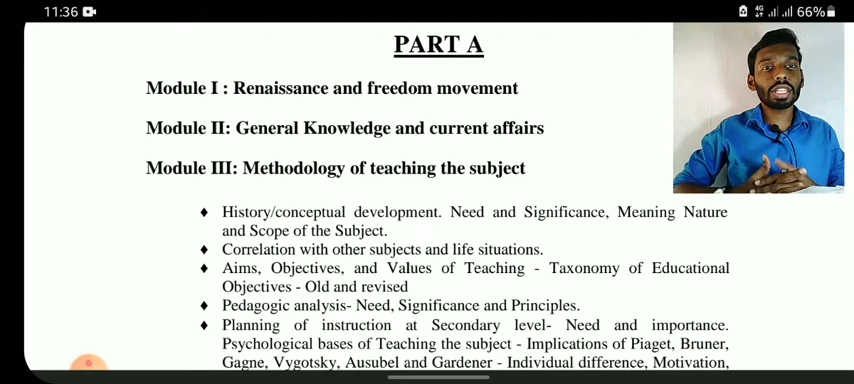 11:36
4G
66%
PART A
Module I : Renaissance and freedom movement
Module II: General Knowledge and current affairs
Module III: Methodology of teaching the subject
♦ History/conceptual development. Need and Significance, Meaning Nature
and Scope of the Subject.
♦ Correlation with other subjects and life situations.
♦ Aims, Objectives, and Values of Teaching - Taxonomy of Educational
Objectives - Old and revised
♦ Pedagogic analysis- Need, Significance and Principles.
♦ Planning of instruction at Secondary level- Need and importance.
Psychological bases of Teaching the subject - Implications of Piaget, Bruner,
Gagne, Vygotsky, Ausubel and Gardener - Individual difference, Motivation,